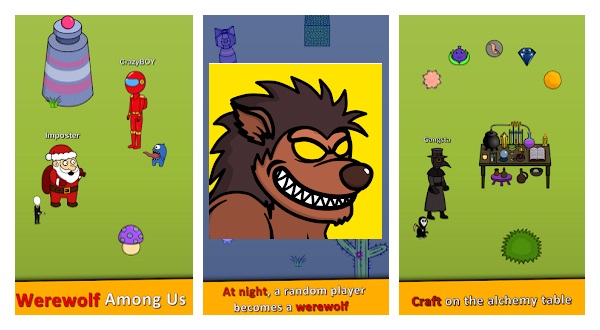 CrazyBOY
Imposter
Werewolf Among Us
At night, a random player
becomes a werewolf
Gangsta
Craft on the alchemy table